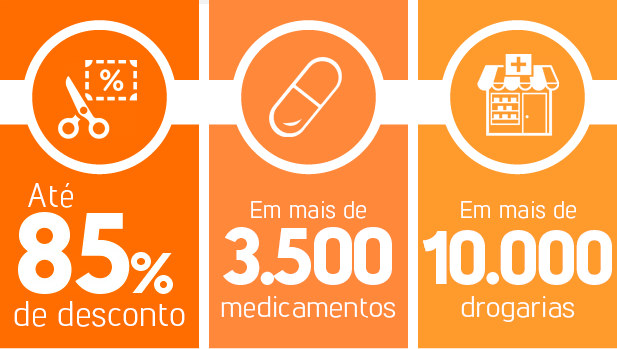 %
Até
85%
de desconto
Em mais de
3.500
medicamentos
Em mais de
10.000
drogarias